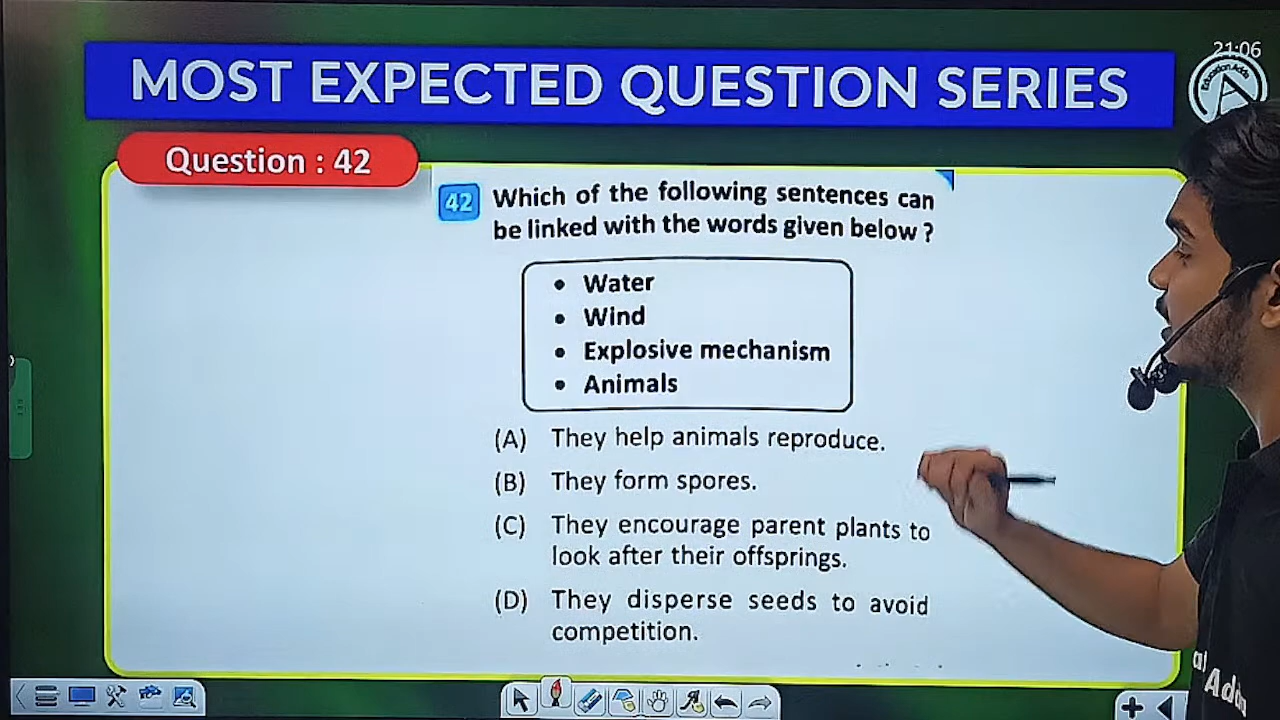 21:06
MOST EXPECTED QUESTION SERIES
Education Adda
Question : 42
42 Which of the following sentences can
be linked with the words given below ?
• Water
• Wind
• Explosive mechanism
• Animals
(A) They help animals reproduce.
(B) They form spores.
(C) They encourage parent plants to
look after their offsprings.
(D) They disperse seeds to avoid
competition.